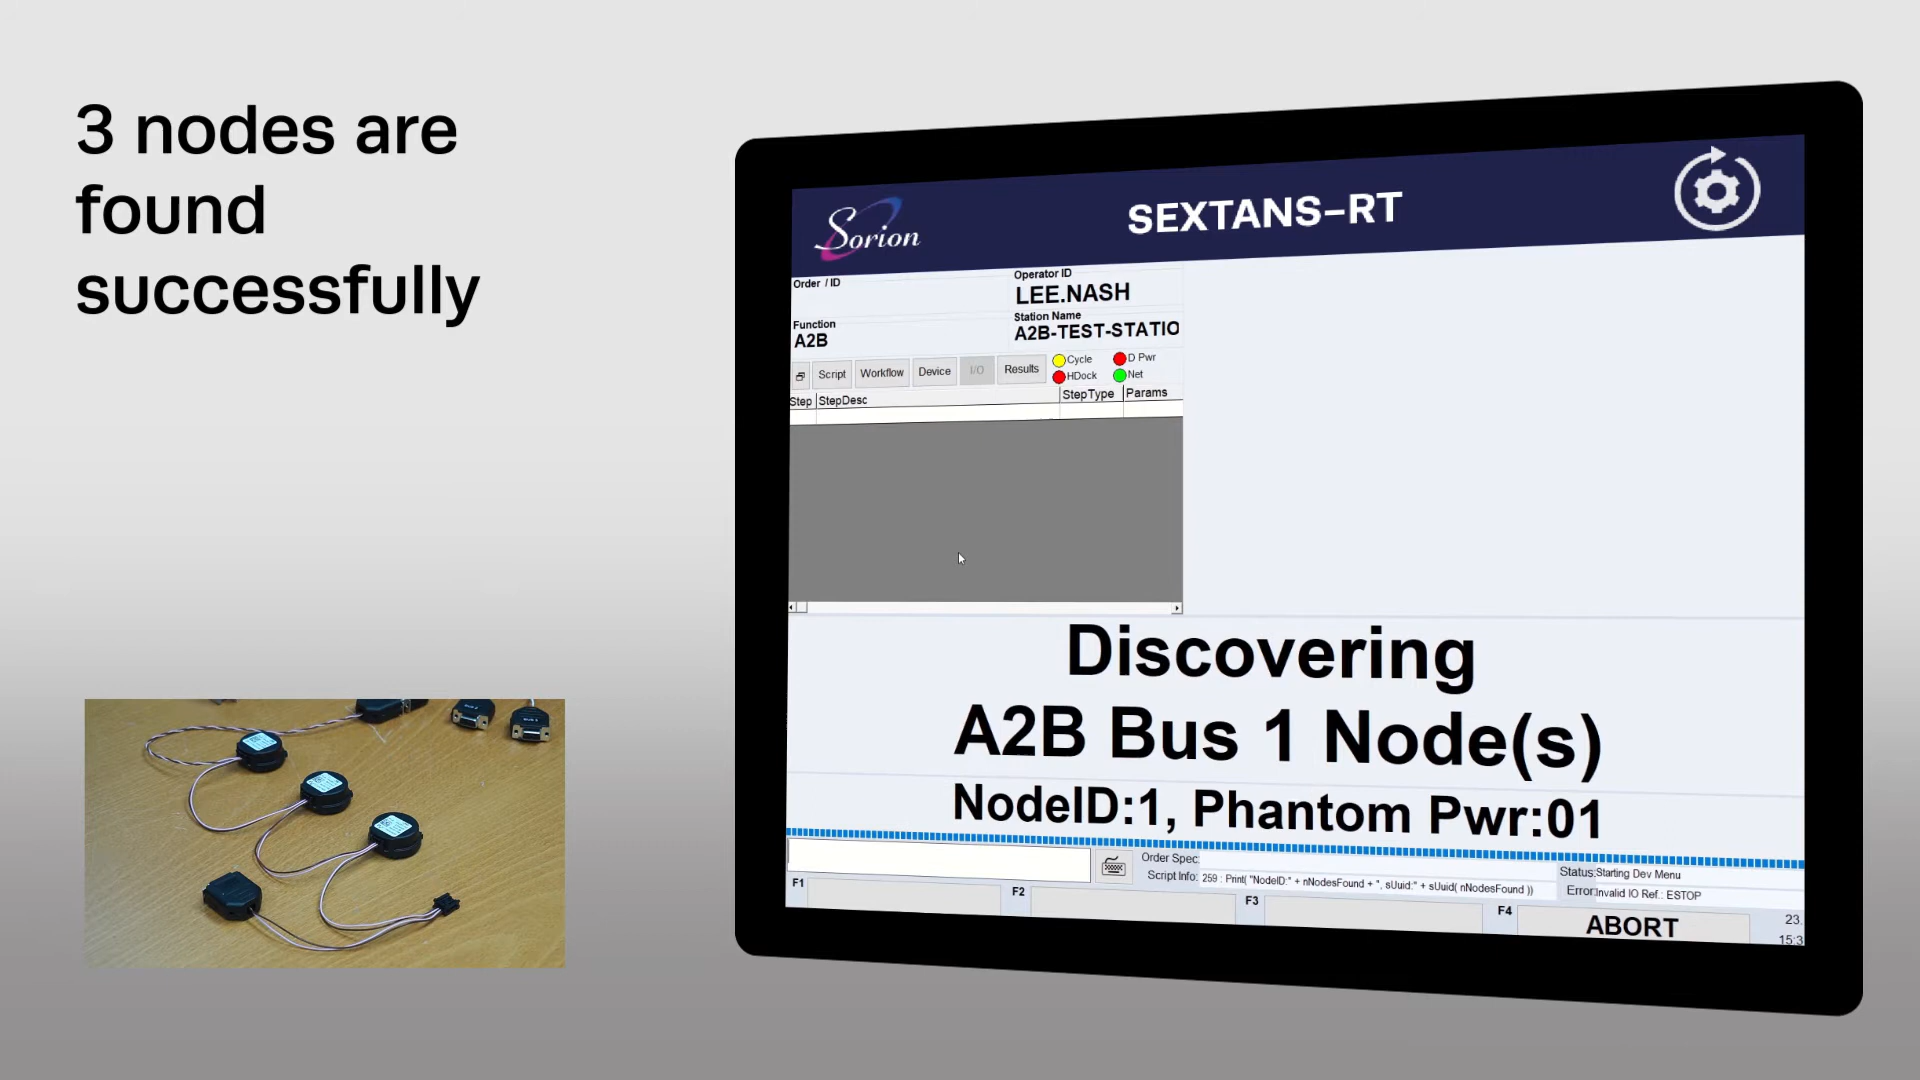 3 nodes are
found
successfully
Sorion
SEXTANS-RT
Order / ID
Operator ID
LEE.NASH
Function
A2B
Station Name
A2B-TEST-STATIO
Script Workflow Device I/O Results
Cycle D Pwr
HDock Net
Step StepDesc StepType Params
Discovering
A2B Bus 1 Node(s)
NodeID:1, Phantom Pwr:01
Order Spec:
Script Info: 259 : Print( "NodeID:" + nNodesFound + ", sUuid:" + sUuid( nNodesFound ))
Status: Starting Dev Menu
Error: Invalid IO Ref.: ESTOP
F1 F2 F3 F4 ABORT
23.
15:3